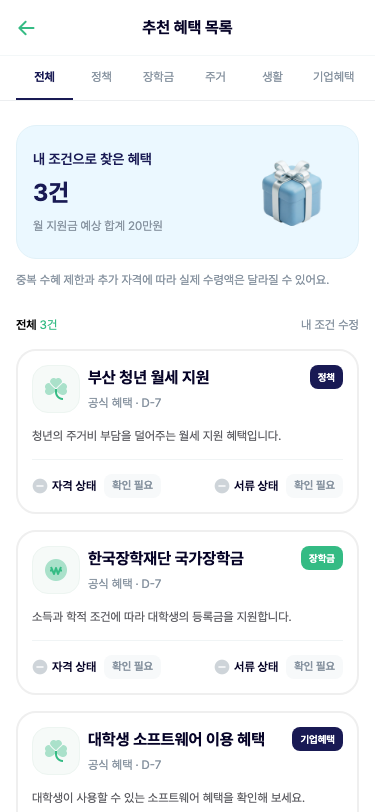 추천 혜택 목록
전체 정책 장학금 주거 생활 기업혜택
내 조건으로 찾은 혜택
3건
월 지원금 예상 합계 20만원
중복 수혜 제한과 추가 자격에 따라 실제 수령액은 달라질 수 있어요.
전체 3건 내 조건 수정
부산 청년 월세 지원 정책
공식 혜택 · D-7
청년의 주거비 부담을 덜어주는 월세 지원 혜택입니다.
자격 상태 확인 필요 서류 상태 확인 필요
한국장학재단 국가장학금 장학금
공식 혜택 · D-7
소득과 학적 조건에 따라 대학생의 등록금을 지원합니다.
자격 상태 확인 필요 서류 상태 확인 필요
대학생 소프트웨어 이용 혜택 기업혜택
공식 혜택 · D-7
대학생이 사용할 수 있는 소프트웨어 혜택을 확인해 보세요.